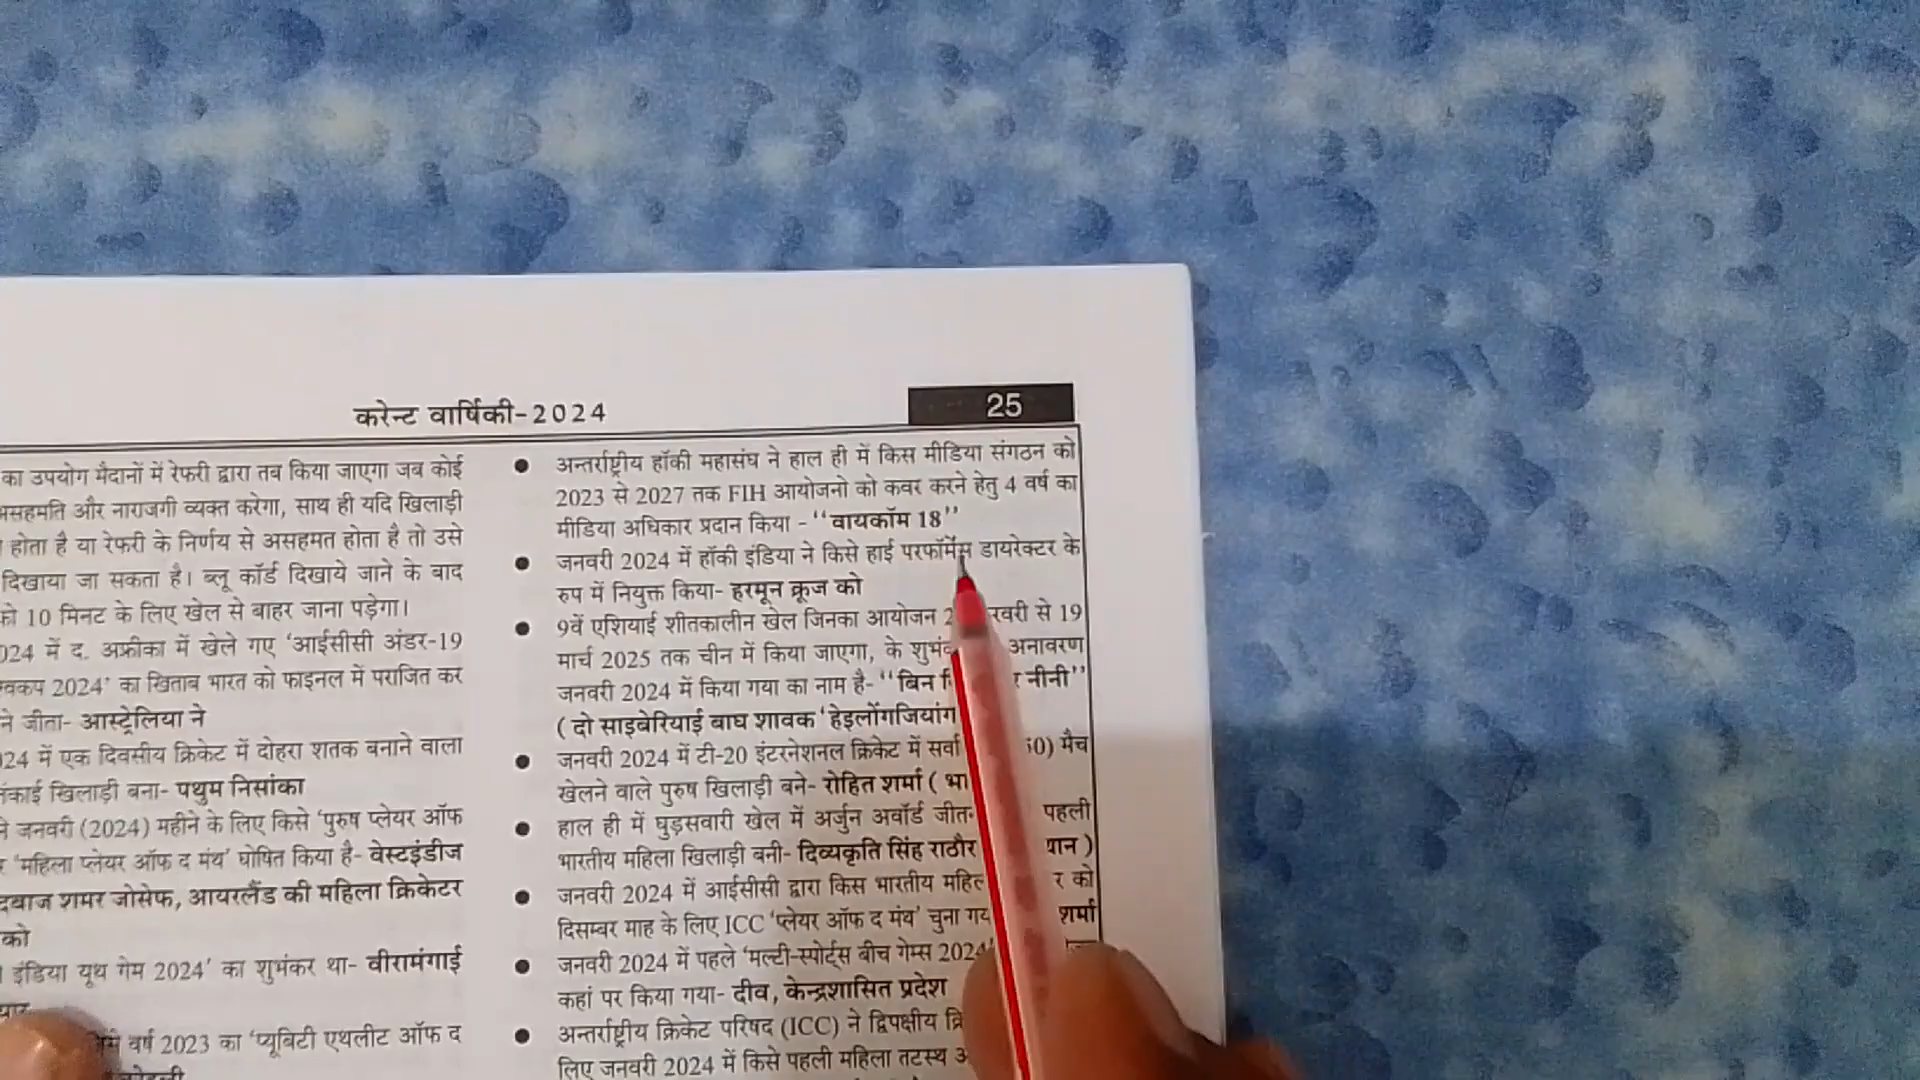 करेन्ट वार्षिकी-2024
25
का उपयोग मैदानों में रेफरी द्वारा तब किया जाएगा जब कोई
असहमति और नाराजगी व्यक्त करेगा, साथ ही यदि खिलाड़ी
होता है या रेफरी के निर्णय से असहमत होता है तो उसे
दिखाया जा सकता है। ब्लू कॉर्ड दिखाये जाने के बाद
को 10 मिनट के लिए खेल से बाहर जाना पड़ेगा।
024 में द. अफ्रीका में खेले गए 'आईसीसी अंडर-19
2024' का खिताब भारत को फाइनल में पराजित कर
ने जीता- आस्ट्रेलिया ने
24 में एक दिवसीय क्रिकेट में दोहरा शतक बनाने वाला
खिलाड़ी बना- पथुम निसांका
जनवरी (2024) महीने के लिए किसे 'पुरुष प्लेयर ऑफ
'महिला प्लेयर ऑफ द मंथ' घोषित किया है- वेस्टइंडीज
शमर जोसेफ, आयरलैंड की महिला क्रिकेटर
को
इंडिया यूथ गेम 2024' का शुभंकर था- वीरामंगाई
वर्ष 2023 का 'प्यूबिटी एथलीट ऑफ द
● अन्तर्राष्ट्रीय हॉकी महासंघ ने हाल ही में किस मीडिया संगठन को
2023 से 2027 तक FIH आयोजनो को कवर करने हेतु 4 वर्ष का
मीडिया अधिकार प्रदान किया - ''वायकॉम 18''
● जनवरी 2024 में हॉकी इंडिया ने किसे हाई परफॉर्मेंस डायरेक्टर के
रुप में नियुक्त किया- हरमून क्रूज को
● 9वें एशियाई शीतकालीन खेल जिनका आयोजन 2 से 19
मार्च 2025 तक चीन में किया जाएगा, के अनावरण
जनवरी 2024 में किया गया का नाम है- ''बिन नीनी''
( दो साइबेरियाई बाघ शावक 'हेइलोंगजियांग
● जनवरी 2024 में टी-20 इंटरनेशनल क्रिकेट में मैच
खेलने वाले पुरुष खिलाड़ी बने- रोहित शर्मा (
● हाल ही में घुड़सवारी खेल में अर्जुन अवॉर्ड पहली
भारतीय महिला खिलाड़ी बनी- दिव्यकृति सिंह राठौर
● जनवरी 2024 में आईसीसी द्वारा किस भारतीय को
दिसम्बर माह के लिए ICC 'प्लेयर ऑफ द मंथ' चुना शर्मा
● जनवरी 2024 में पहले 'मल्टी-स्पोर्ट्स बीच गेम्स 2024'
कहां पर किया गया- दीव, केन्द्रशासित प्रदेश
● अन्तर्राष्ट्रीय क्रिकेट परिषद (ICC) ने द्विपक्षीय
लिए जनवरी 2024 में किसे पहली महिला तटस्थ